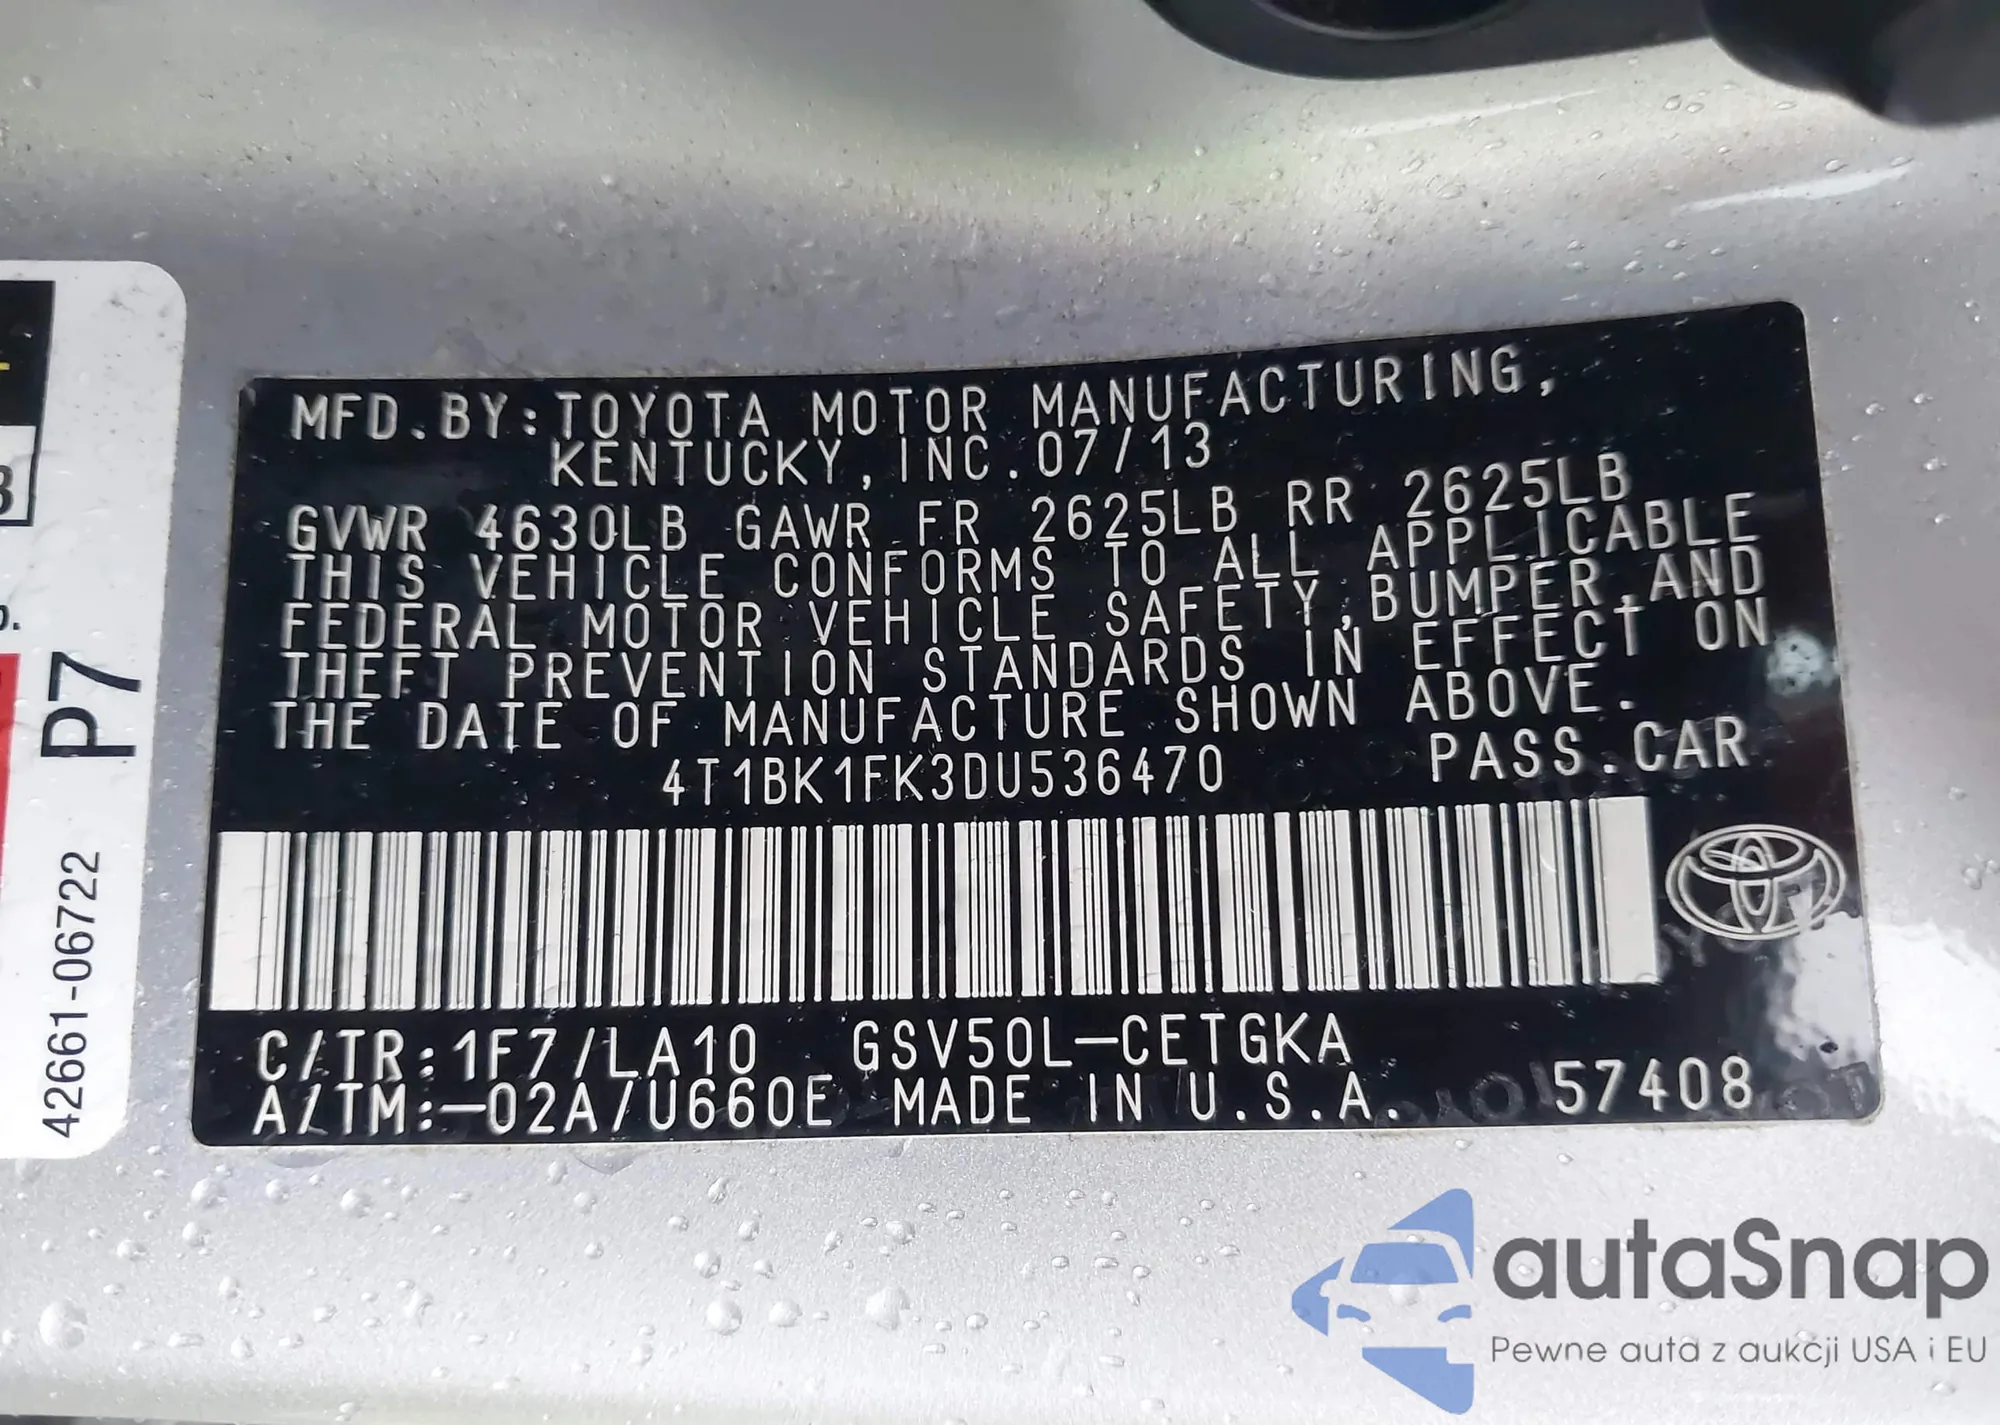 MFD.BY:TOYOTA MOTOR MANUFACTURING,
KENTUCKY,INC.07/13
GVWR 4630LB GAWR FR 2625LB RR 2625LB
THIS VEHICLE CONFORMS TO ALL APPLICABLE
FEDERAL MOTOR VEHICLE SAFETY,BUMPER,AND
THEFT PREVENTION STANDARDS IN EFFECT ON
THE DATE OF MANUFACTURE SHOWN ABOVE.
4T1BK1FK3DU536470 PASS.CAR
C/TR:1F7/LA10 GSV50L-CETGKA
A/TM:-02A/U660E MADE IN U.S.A. 57408
P7
42661-06722
autaSnap
Pewne auta z aukcji USA i EU